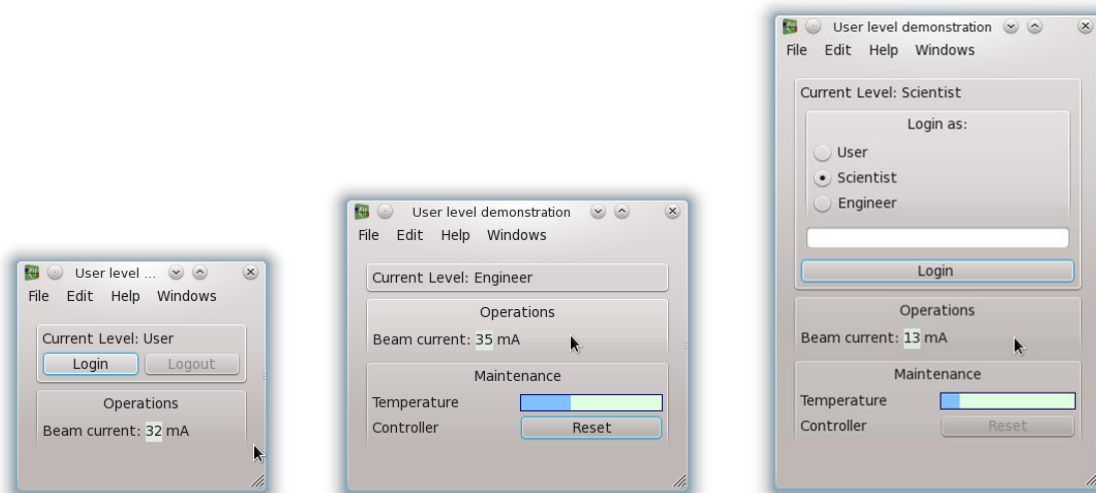 User level ...
File Edit Help Windows
Current Level: User
Login Logout
Operations
Beam current: 32 mA
User level demonstration
File Edit Help Windows
Current Level: Engineer
Operations
Beam current: 35 mA
Maintenance
Temperature
Controller Reset
User level demonstration
File Edit Help Windows
Current Level: Scientist
Login as:
User
Scientist
Engineer
Login
Operations
Beam current: 13 mA
Maintenance
Temperature
Controller Reset